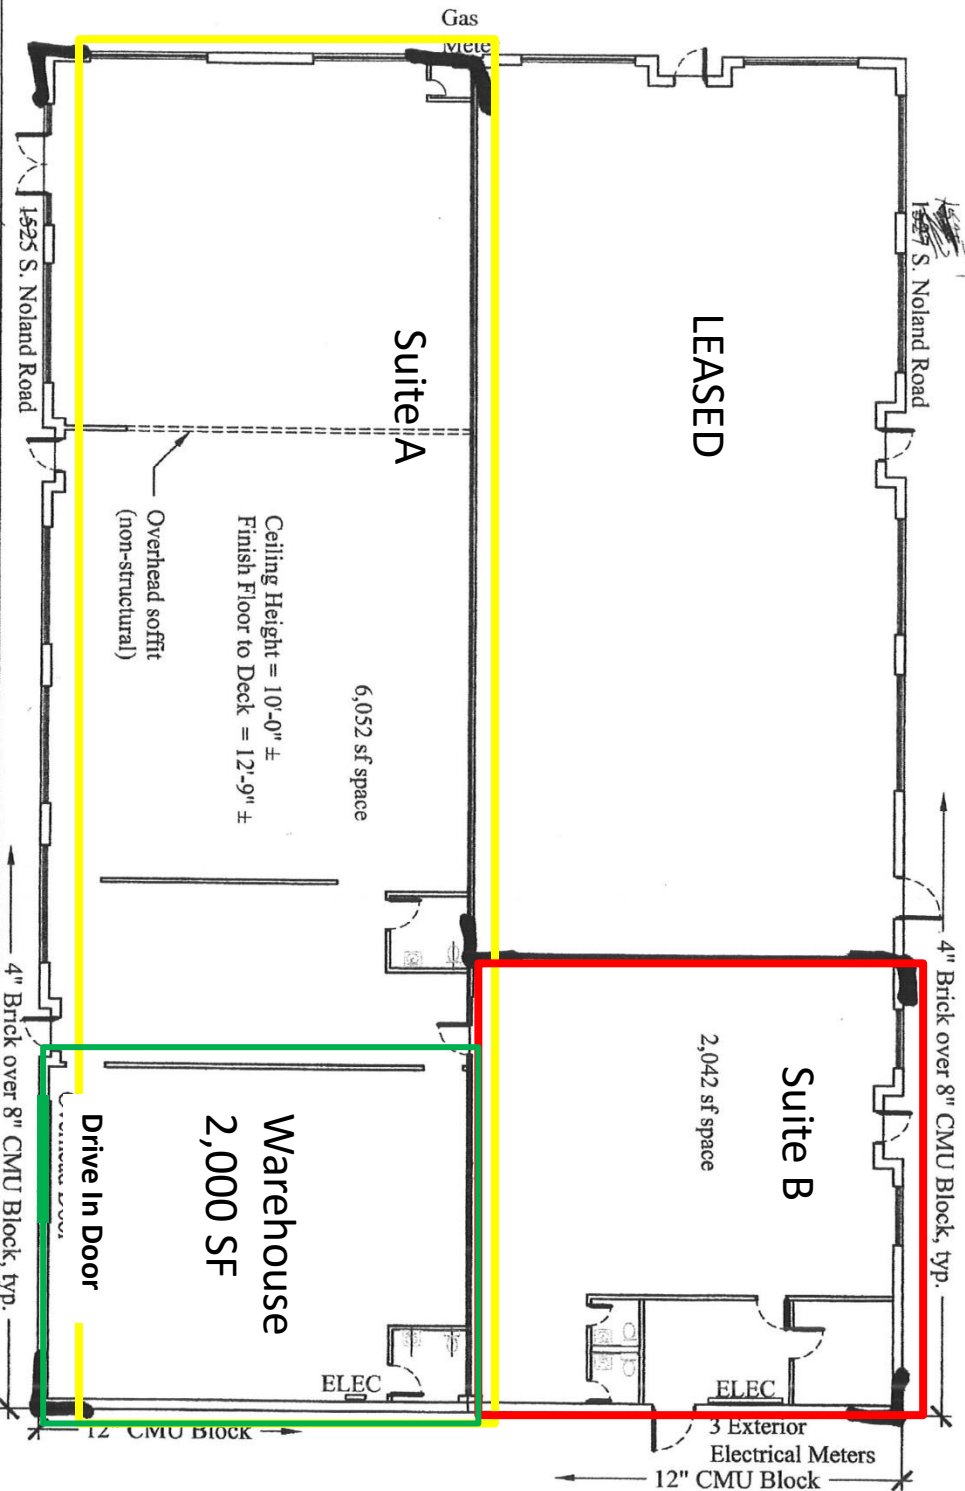 Gas
Mete
1527 S. Noland Road
LEASED
Suite A
1525 S. Noland Road
Overhead soffit
(non-structural)
Ceiling Height = 10'-0" ±
Finish Floor to Deck = 12'-9" ±
6,052 sf space
4" Brick over 8" CMU Block, typ.
Suite B
2,042 sf space
Warehouse
2,000 SF
Drive In Door
Overhead Door
4" Brick over 8" CMU Block, typ.
ELEC
ELEC
12" CMU Block
3 Exterior
Electrical Meters
12" CMU Block